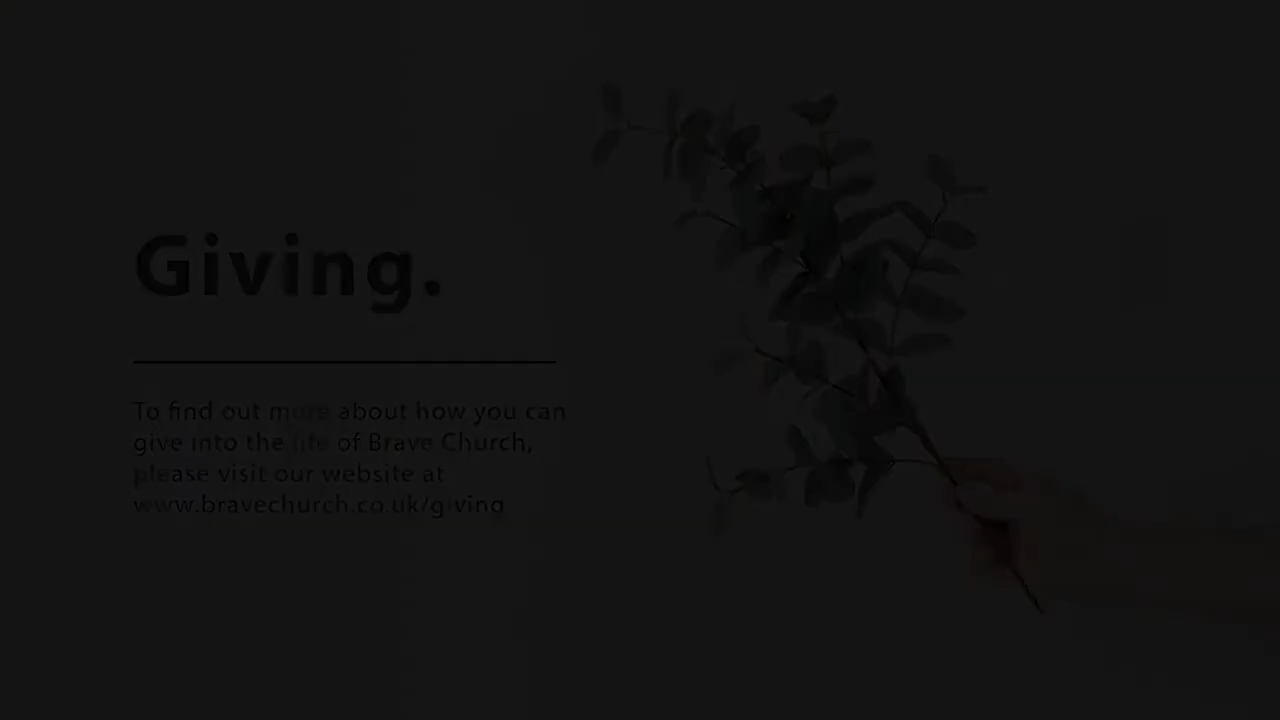 Giving.
To find out more about how you can
give into the life of Brave Church,
please visit our website at
www.bravechurch.co.uk/giving